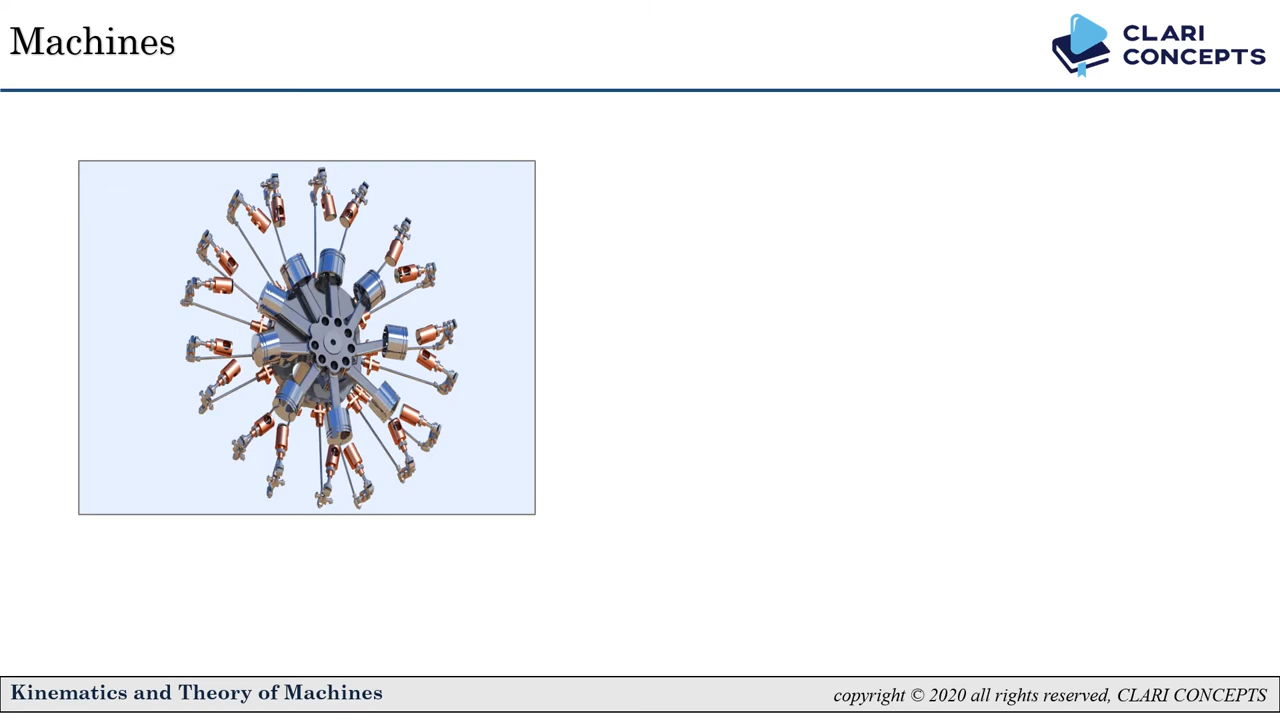 Machines
CLARI
CONCEPTS
Kinematics and Theory of Machines
copyright © 2020 all rights reserved, CLARI CONCEPTS